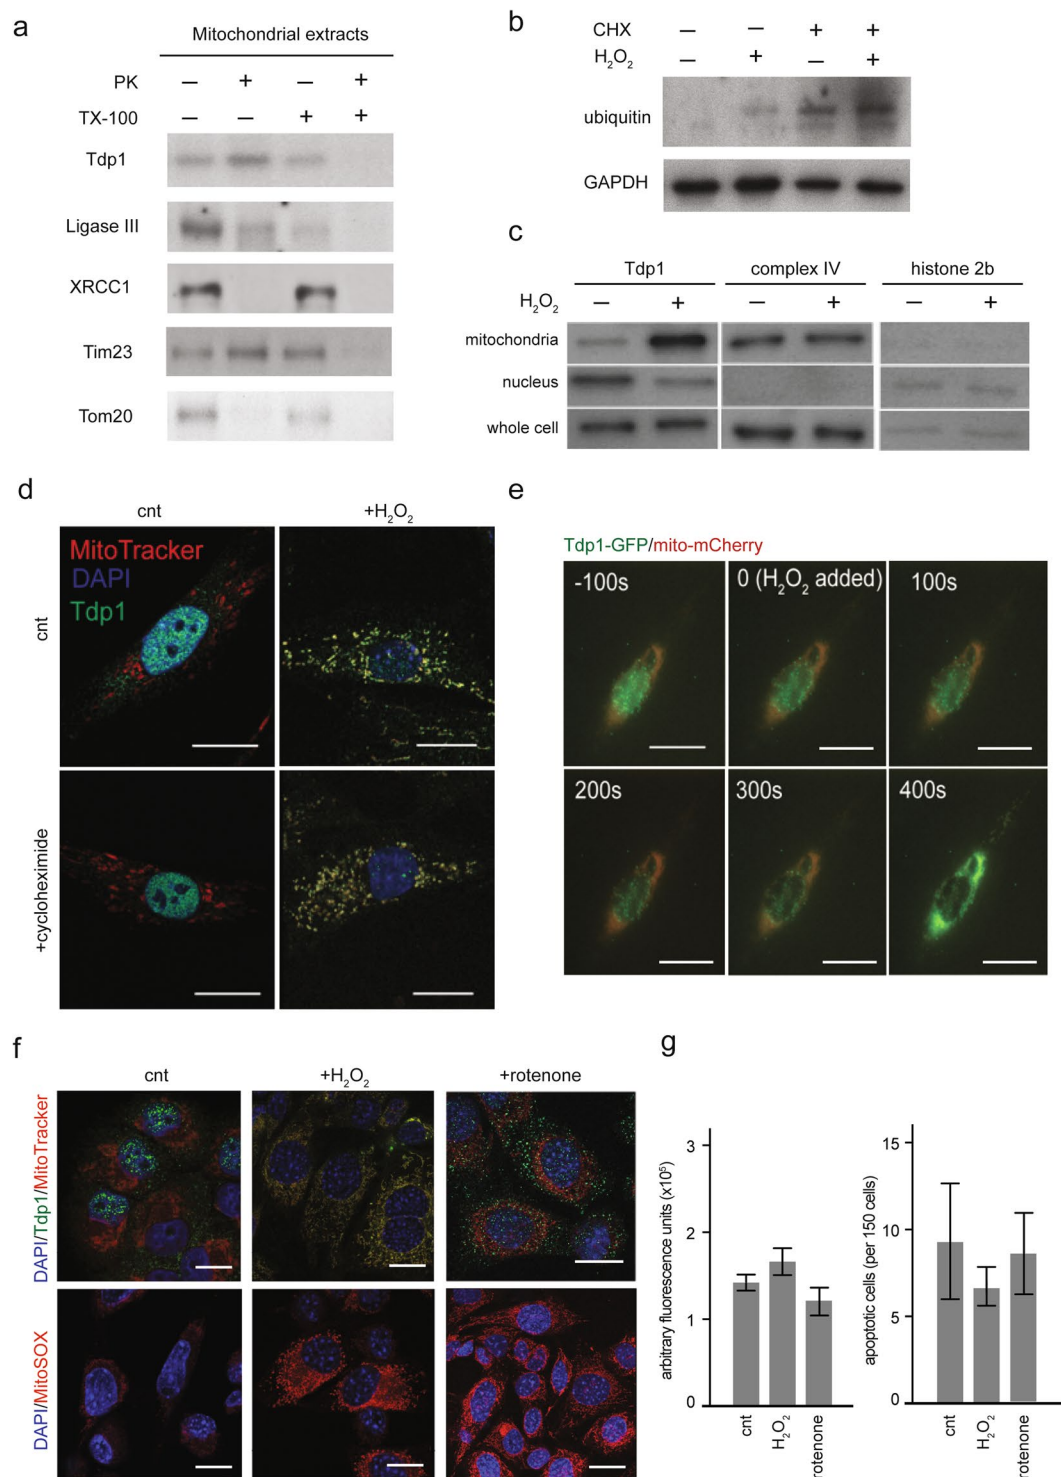 a
Mitochondrial extracts
PK – + – +
TX-100 – – + +
Tdp1
Ligase III
XRCC1
Tim23
Tom20
b
CHX – – + +
H₂O₂ – + – +
ubiquitin
GAPDH
c
Tdp1 complex IV histone 2b
H₂O₂ – + – + – +
mitochondria
nucleus
whole cell
d
cnt +H₂O₂
MitoTracker
DAPI
Tdp1
cnt
+cycloheximide
e
Tdp1-GFP/mito-mCherry
-100s 0 (H₂O₂ added) 100s
200s 300s 400s
f
cnt +H₂O₂ +rotenone
DAPI/Tdp1/MitoTracker
DAPI/MitoSOX
g
arbitrary fluorescence units (x10⁵)
3
2
1
0
cnt H₂O₂ rotenone
apoptotic cells (per 150 cells)
15
10
5
0
cnt H₂O₂ rotenone